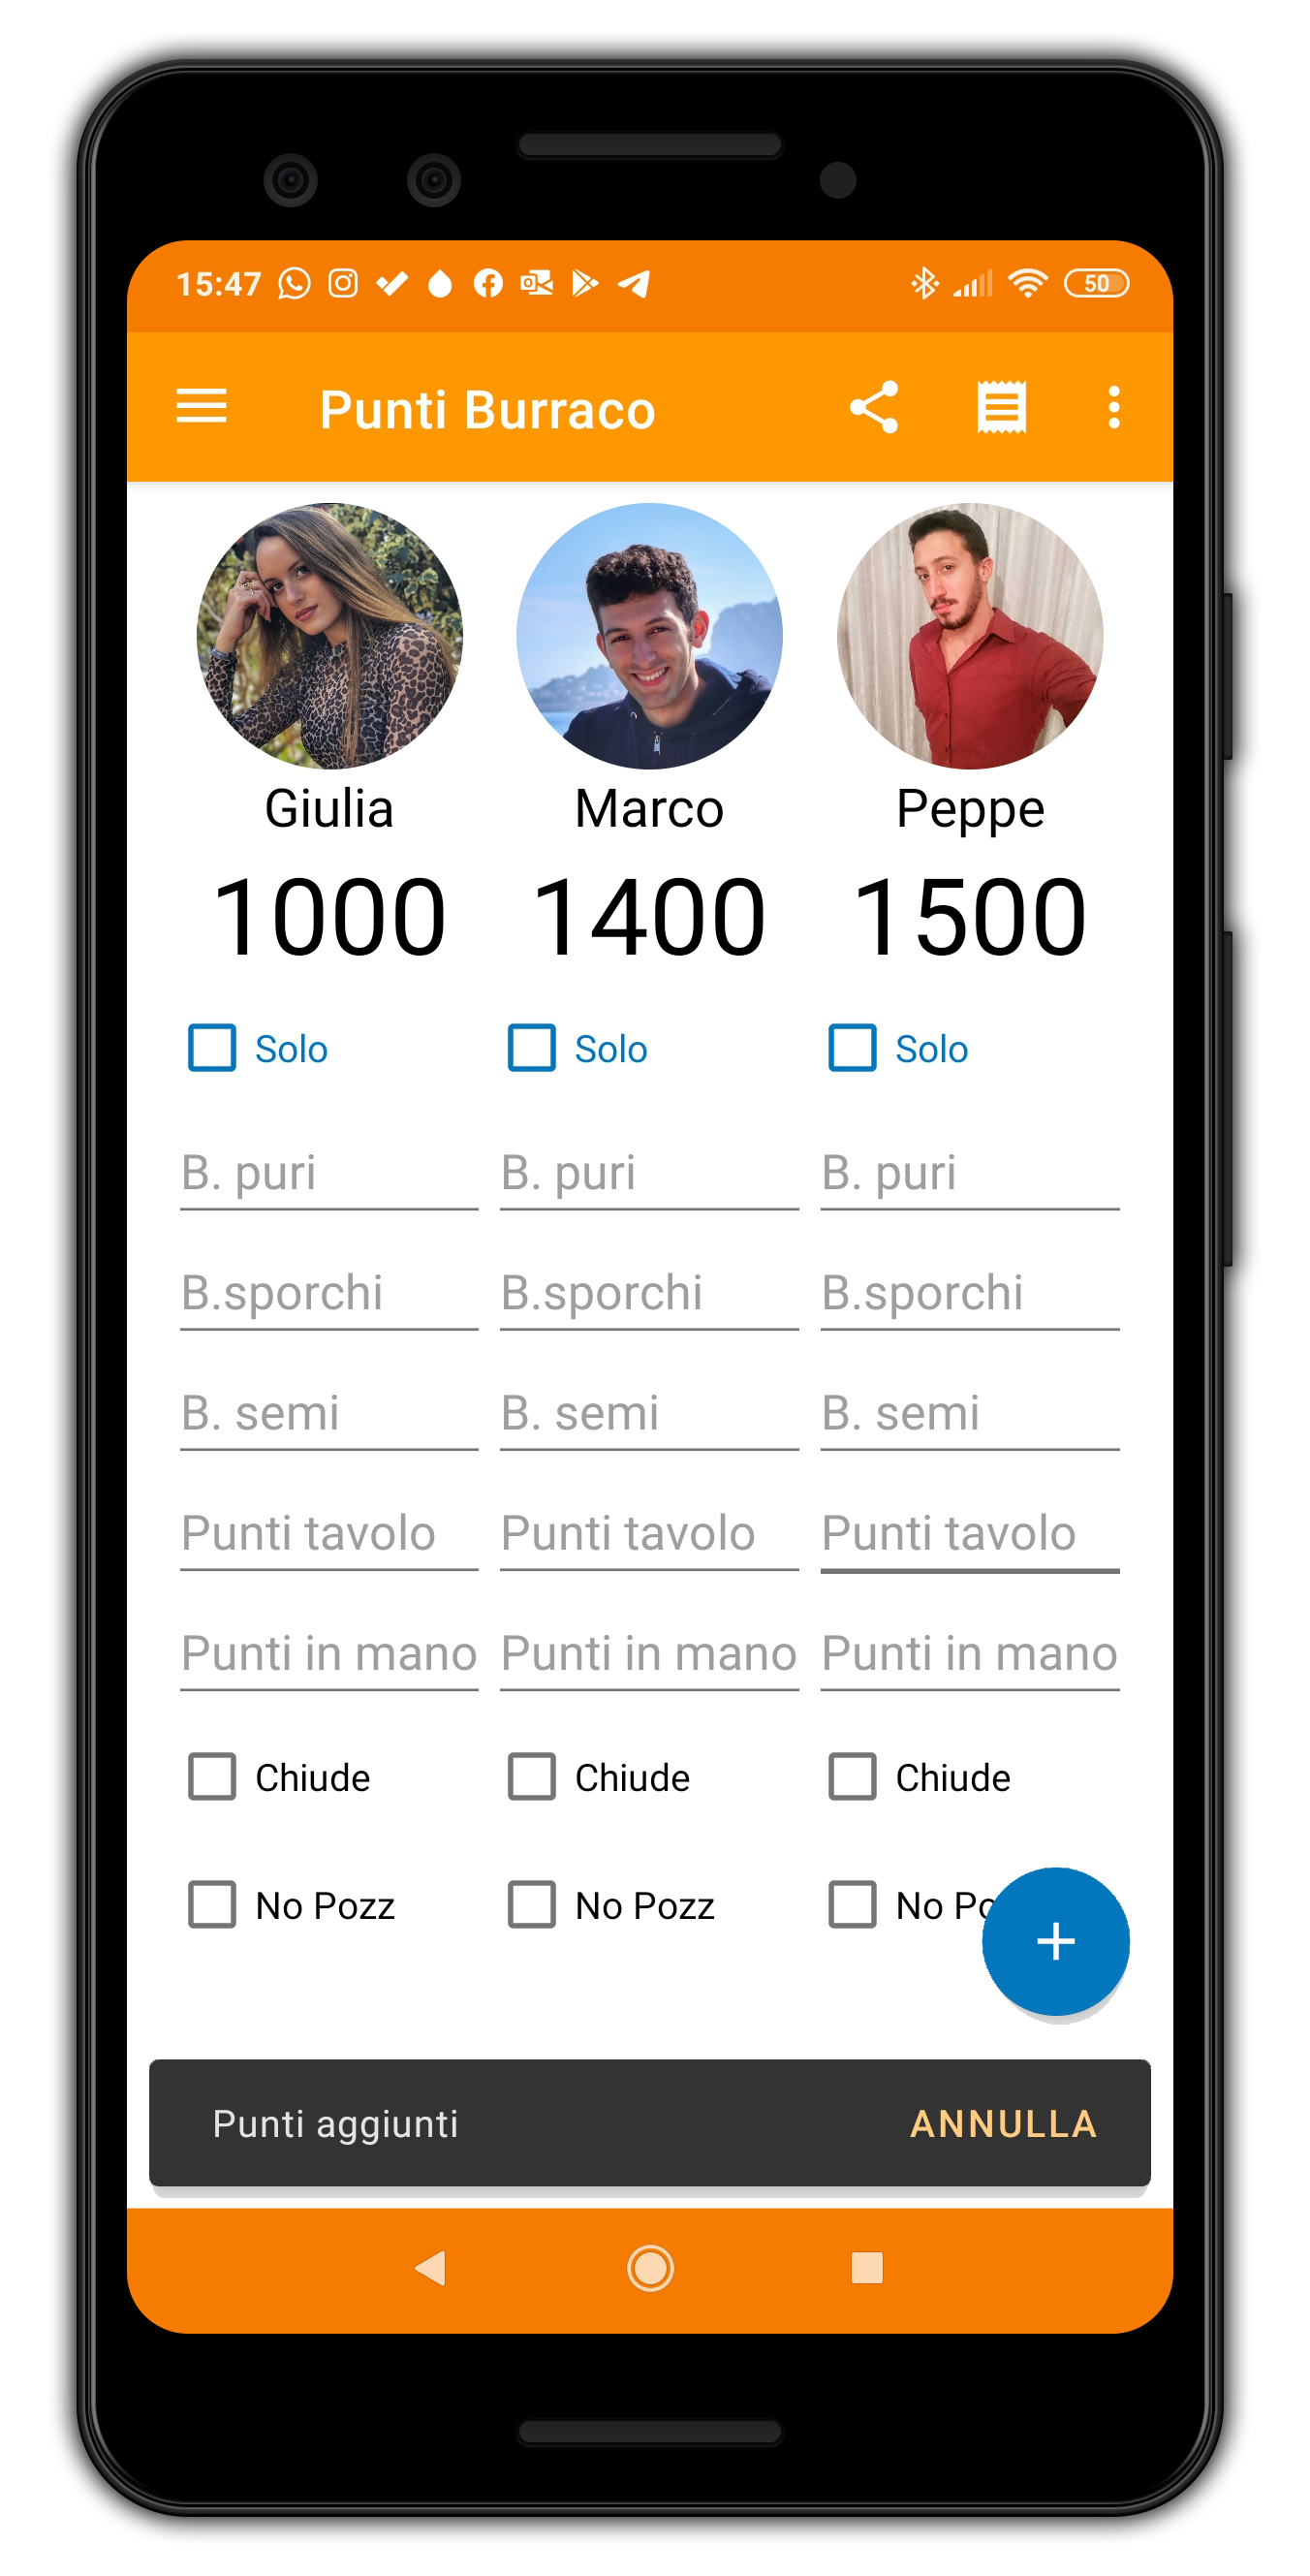 15:47
50
Punti Burraco
Giulia Marco Peppe
1000 1400 1500
Solo Solo Solo
B. puri B. puri B. puri
B.sporchi B.sporchi B.sporchi
B. semi B. semi B. semi
Punti tavolo Punti tavolo Punti tavolo
Punti in mano Punti in mano Punti in mano
Chiude Chiude Chiude
No Pozz No Pozz No
Punti aggiunti ANNULLA